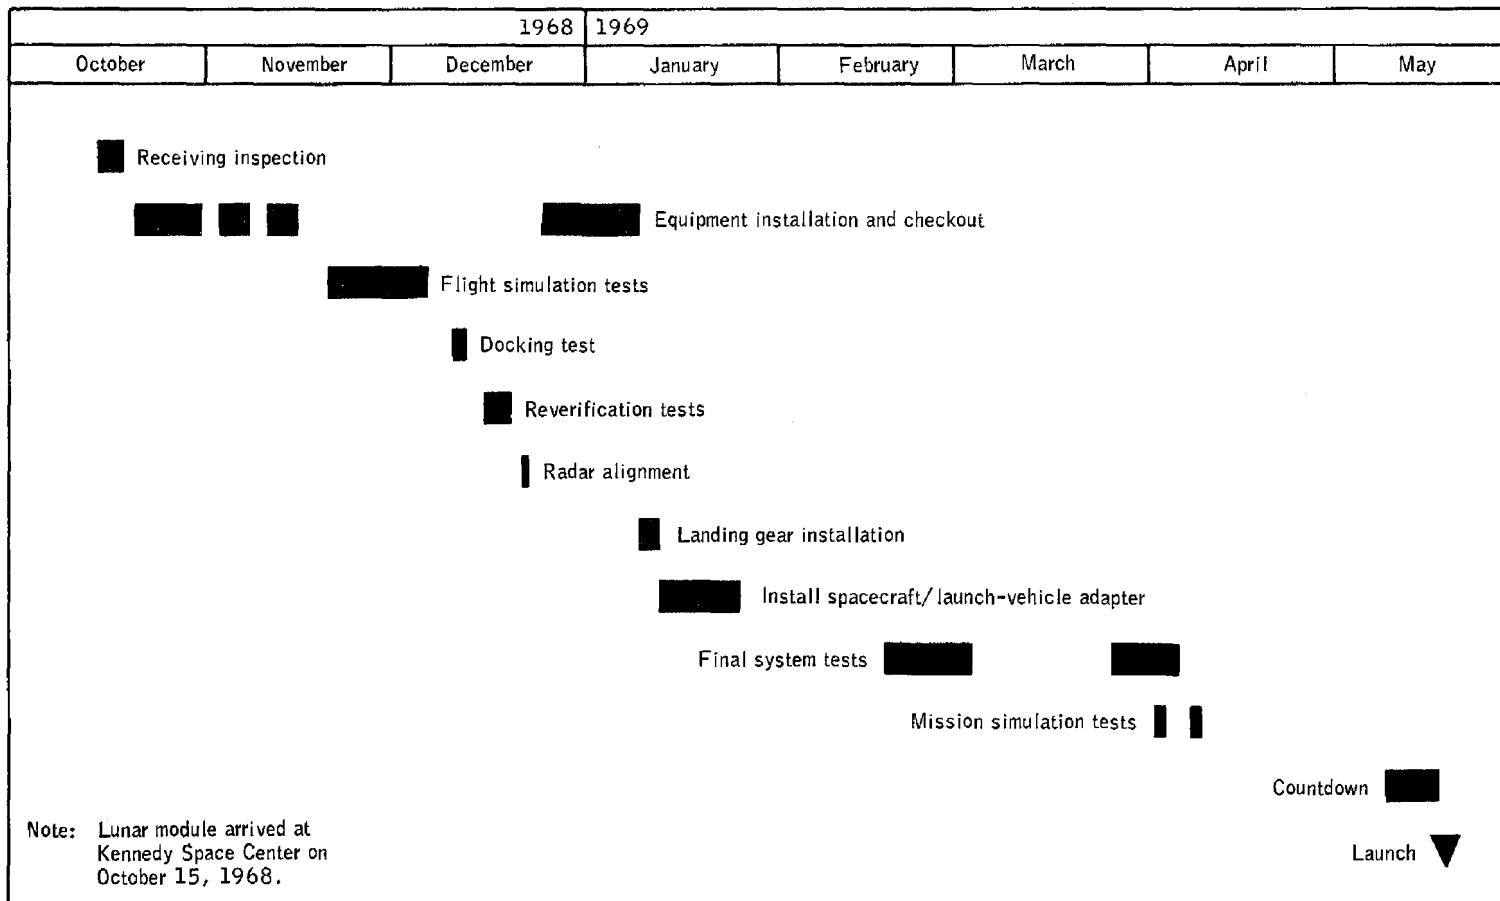 1968 1969
October November December January February March April May
Receiving inspection
Equipment installation and checkout
Flight simulation tests
Docking test
Reverification tests
Radar alignment
Landing gear installation
Install spacecraft/launch-vehicle adapter
Final system tests
Mission simulation tests
Countdown
Launch
Note: Lunar module arrived at
Kennedy Space Center on
October 15, 1968.